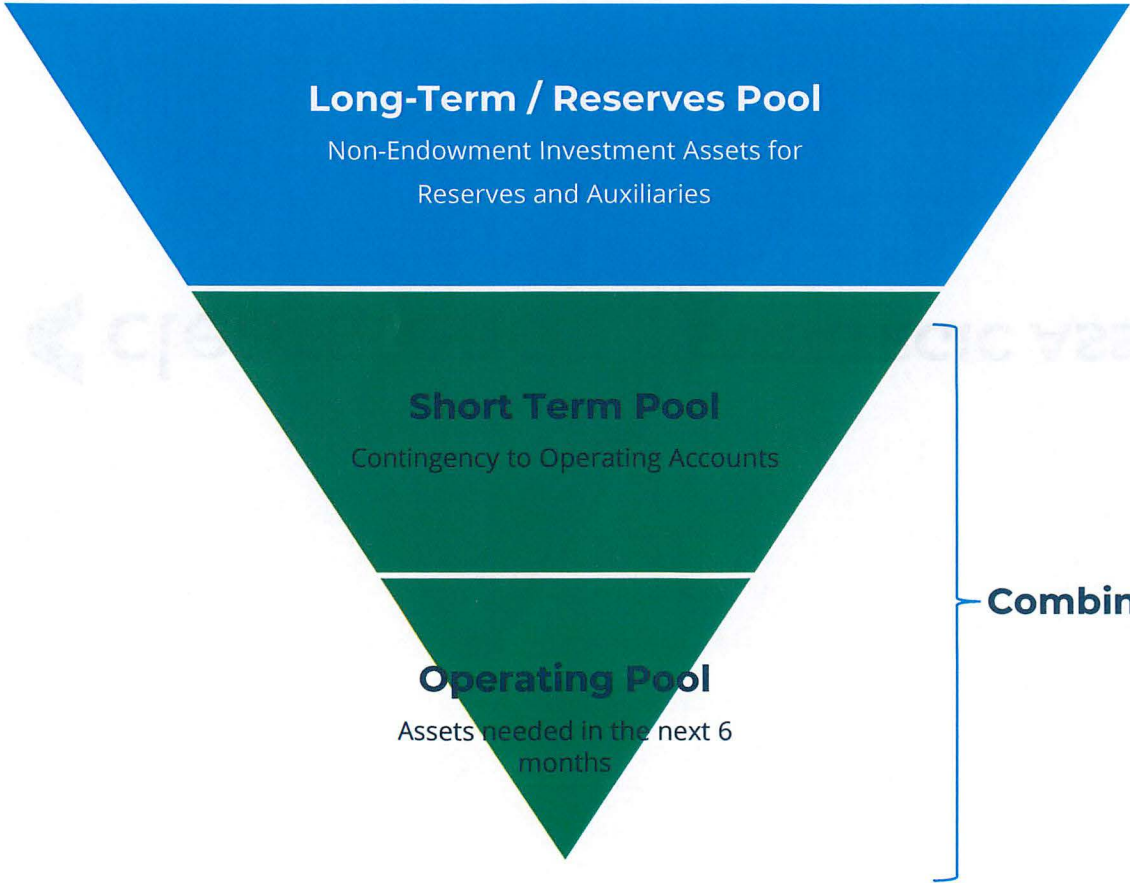 Long-Term / Reserves Pool
Non-Endowment Investment Assets for
Reserves and Auxiliaries
Short Term Pool
Contingency to Operating Accounts
Combin
Operating Pool
Assets needed in the next 6
months